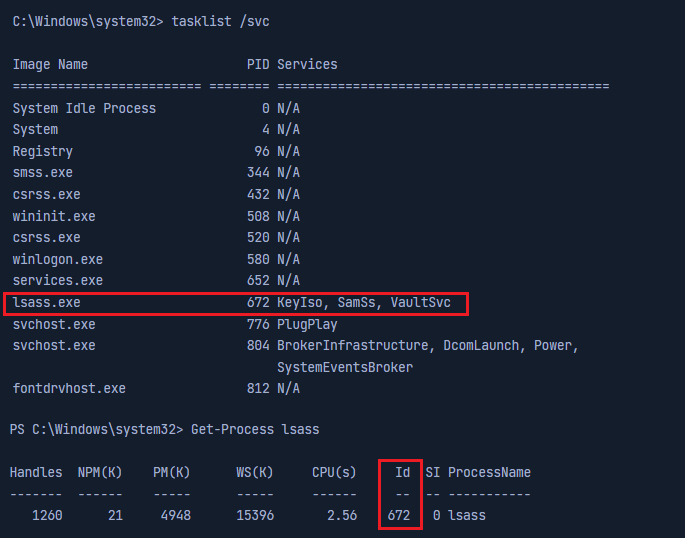 C:\Windows\system32> tasklist /svc
Image Name                     PID Services
========================= ======== ============================================
System Idle Process              0 N/A
System                           4 N/A
Registry                        96 N/A
smss.exe                       344 N/A
csrss.exe                      432 N/A
wininit.exe                    508 N/A
csrss.exe                      520 N/A
winlogon.exe                   580 N/A
services.exe                   652 N/A
lsass.exe                      672 KeyIso, SamSs, VaultSvc
svchost.exe                    776 PlugPlay
svchost.exe                    804 BrokerInfrastructure, DcomLaunch, Power,
                                   SystemEventsBroker
fontdrvhost.exe                812 N/A
PS C:\Windows\system32> Get-Process lsass
Handles  NPM(K)    PM(K)      WS(K)     CPU(s)     Id  SI ProcessName
-------  ------    -----      -----     ------     --  -- -----------
   1260      21     4948      15396       2.56    672   0 lsass